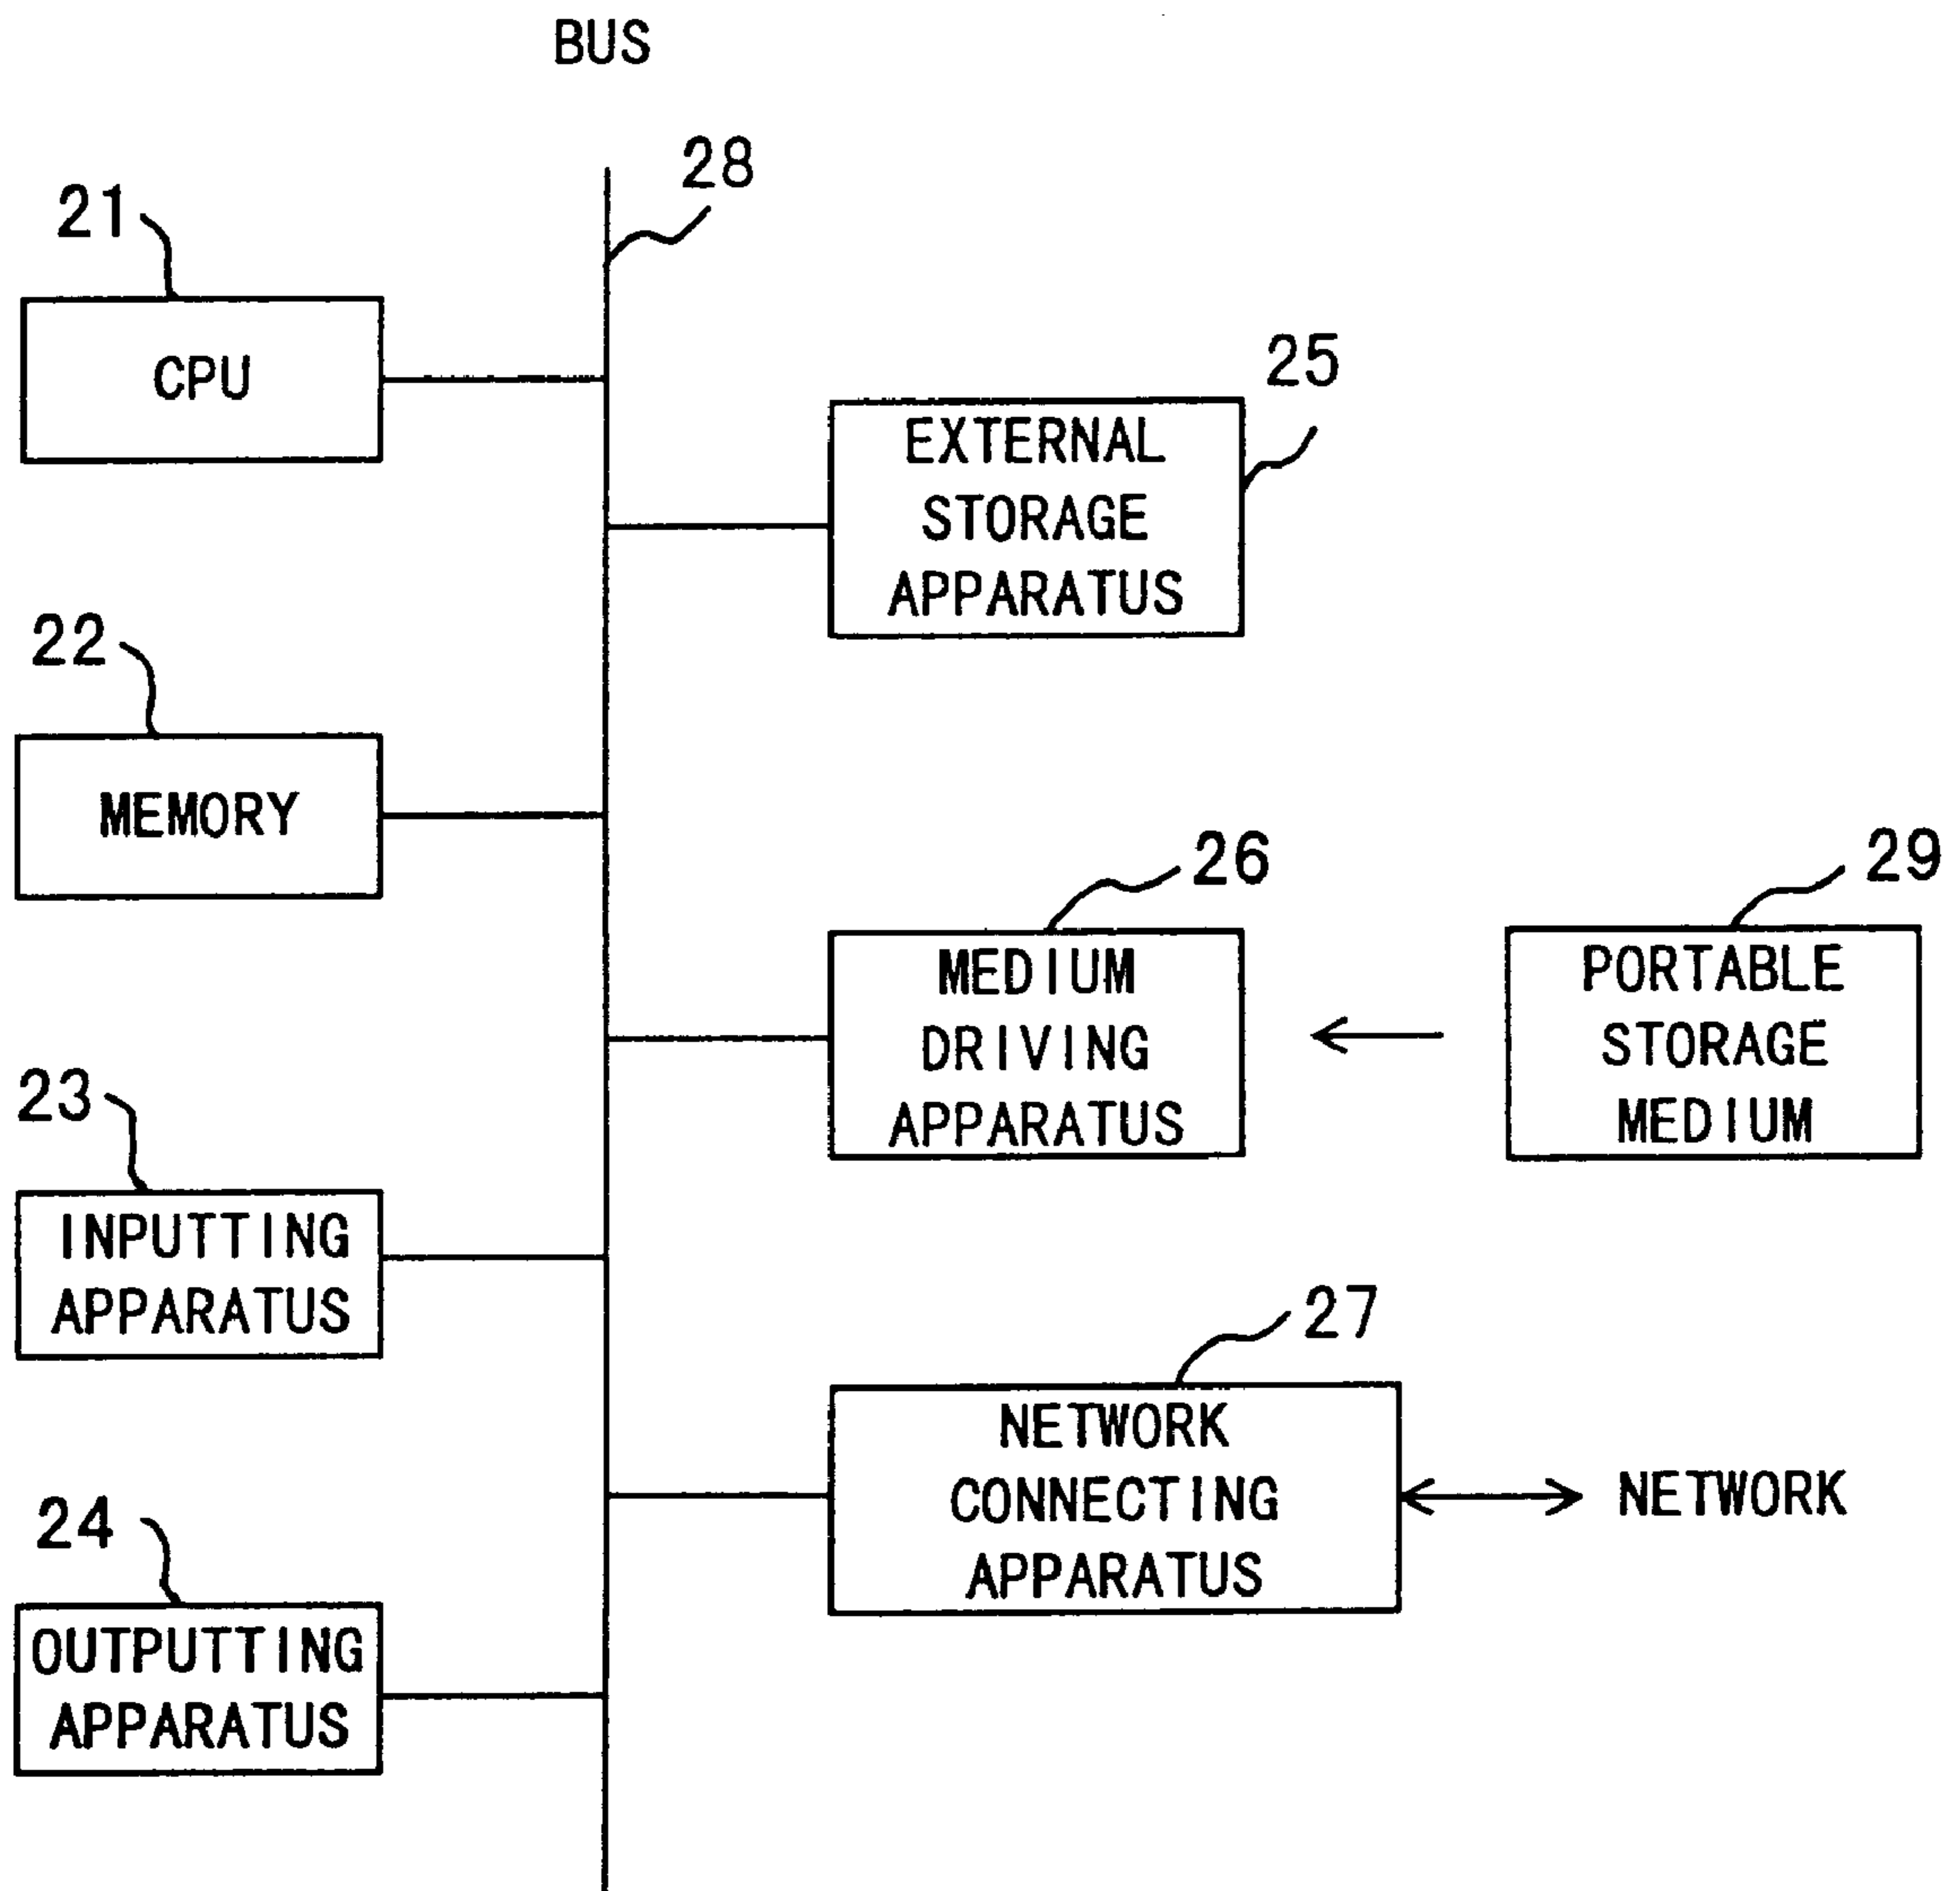 BUS
28
21
CPU
25
EXTERNAL
STORAGE
APPARATUS
22
MEMORY
26
MEDIUM
DRIVING
APPARATUS
29
PORTABLE
STORAGE
MEDIUM
23
INPUTTING
APPARATUS
27
NETWORK
CONNECTING
APPARATUS
NETWORK
24
OUTPUTTING
APPARATUS